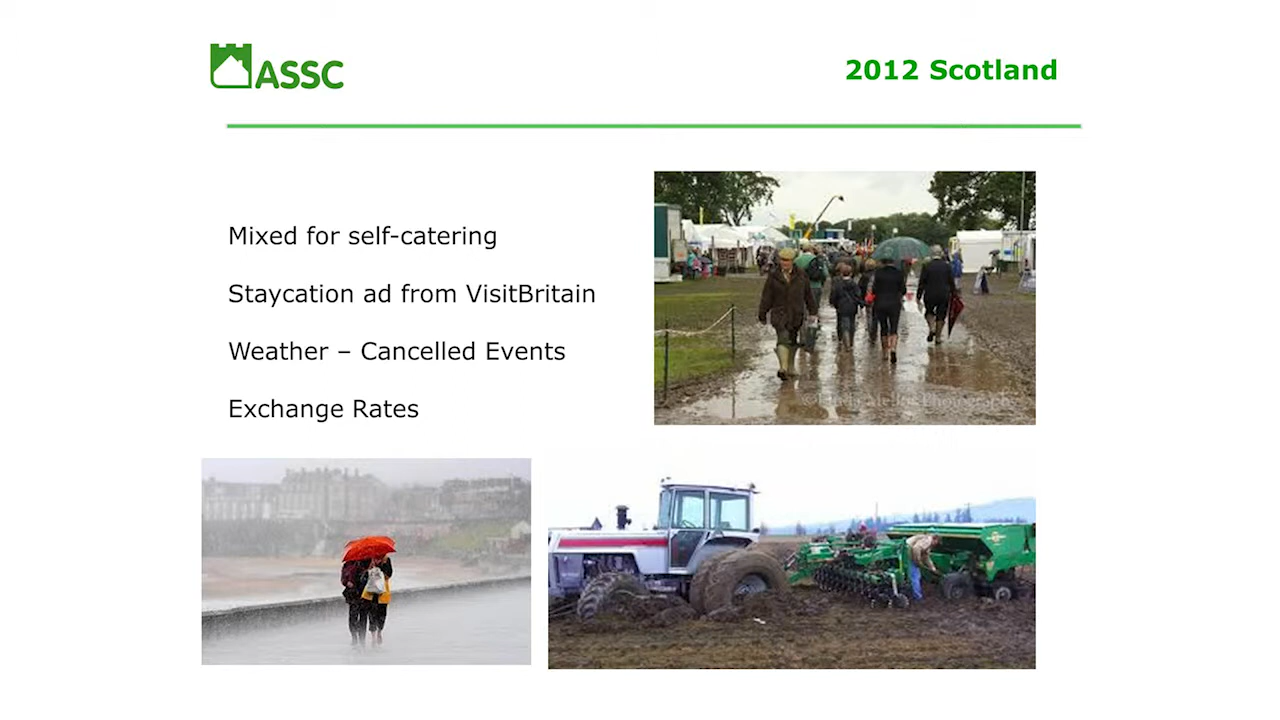 ASSC
2012 Scotland
Mixed for self-catering
Staycation ad from VisitBritain
Weather – Cancelled Events
Exchange Rates